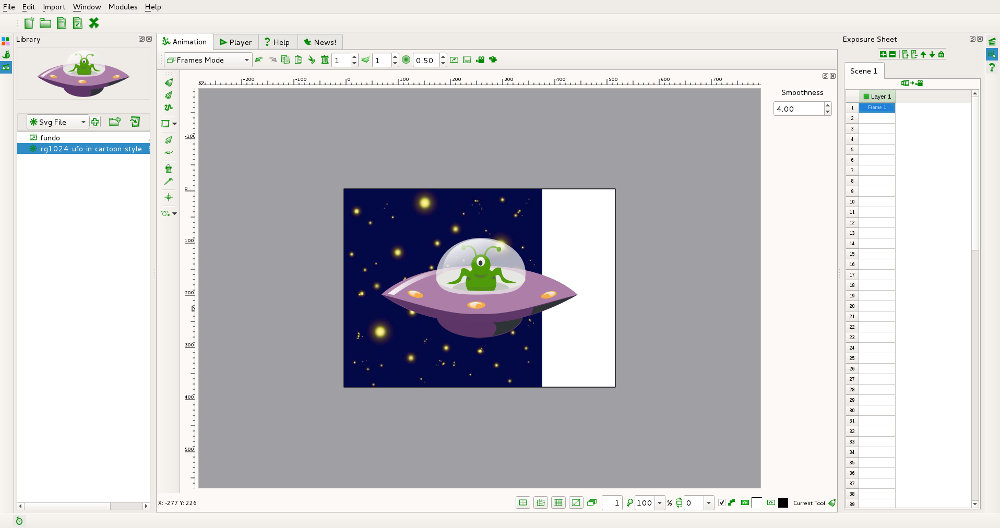 File Edit Import Window Modules Help
Library
Animation Player Help News!
Exposure Sheet
Frames Mode 1 1 0.50
Scene 1
Smoothness
4.00
Svg File
fundo
rg1024-ufo-in-cartoon-style
Layer 1
Frame 1
1
2
3
4
5
6
7
8
9
10
11
12
13
14
15
16
17
18
19
20
21
22
23
24
25
26
27
28
29
30
31
32
33
34
35
36
37
38
39
X: -277 Y: 226
1 100 % 0 Current Tool